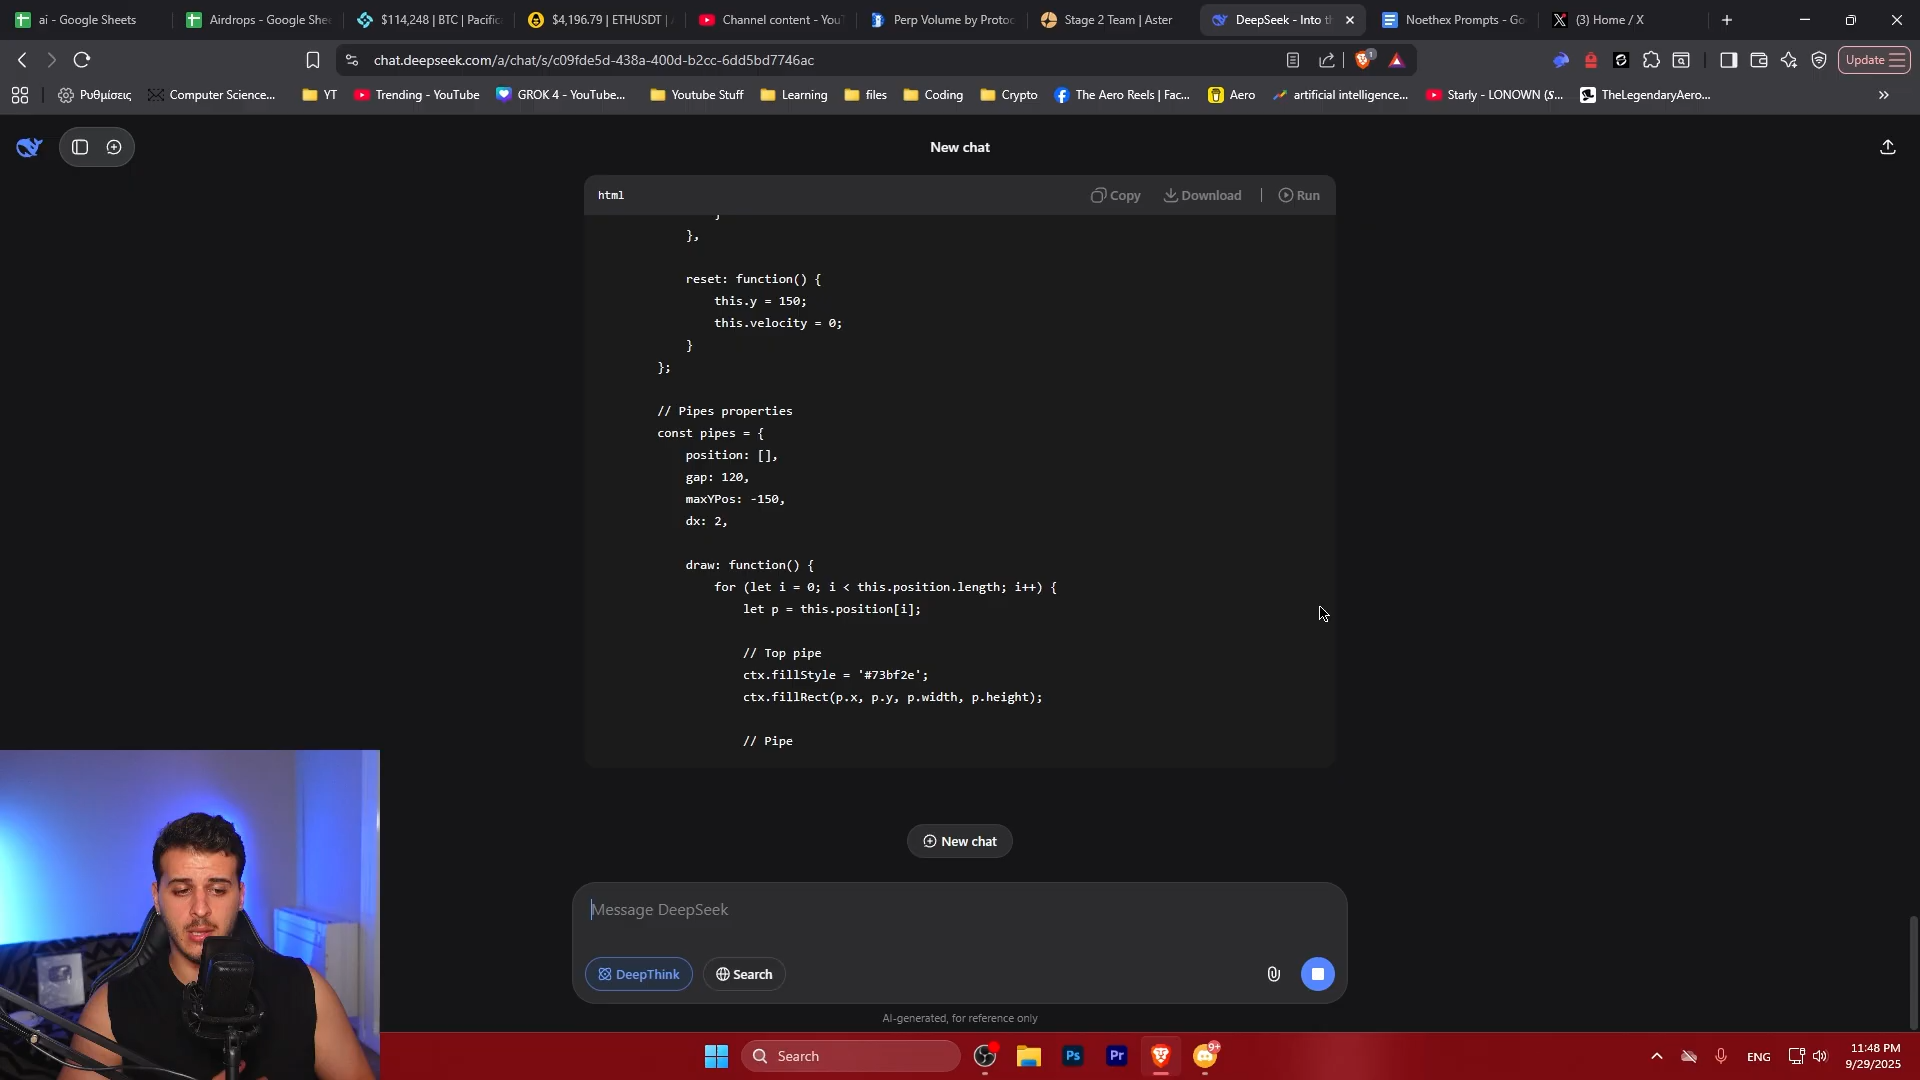 ai - Google Sheets
Airdrops - Google She
$114,248 | BTC | Pacific
$4,196.79 | ETHUSDT |
Channel content - YouT
Perp Volume by Protoc
Stage 2 Team | Aster
DeepSeek - Into th
Noethex Prompts - Go
(3) Home / X
chat.deepseek.com/a/chat/s/c09fde5d-438a-400d-b2cc-6dd5bd7746ac
1
Update
Ρυθμίσεις
Computer Science...
YT
Trending - YouTube
GROK 4 - YouTube...
Youtube Stuff
Learning
files
Coding
Crypto
The Aero Reels | Fac...
Aero
artificial intelligence...
Starly - LONOWN (S...
TheLegendaryAero...
New chat
html
Copy
Download
Run
}
},
reset: function() {
this.y = 150;
this.velocity = 0;
}
};
// Pipes properties
const pipes = {
position: [],
gap: 120,
maxYPos: -150,
dx: 2,
draw: function() {
for (let i = 0; i < this.position.length; i++) {
let p = this.position[i];
// Top pipe
ctx.fillStyle = '#73bf2e';
ctx.fillRect(p.x, p.y, p.width, p.height);
// Pipe
New chat
Message DeepSeek
DeepThink
Search
AI-generated, for reference only
Search
Ps
Pr
9+
ENG
11:48 PM
9/29/2025